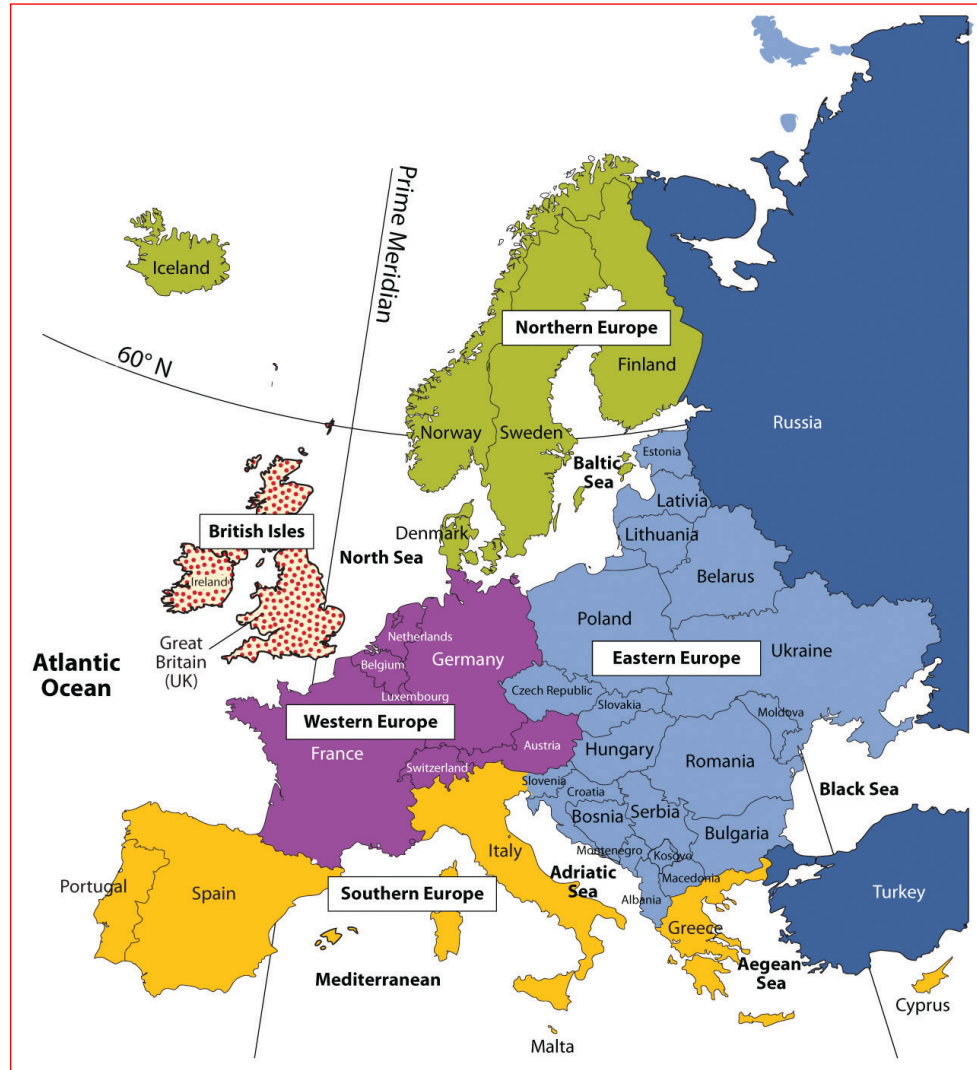 Prime Meridian
Iceland
60° N
Northern Europe
Finland
Norway
Sweden
Russia
Estonia
Baltic
Sea
Lativia
Lithuania
Denmark
British Isles
North Sea
Ireland
Belarus
Great
Britain
(UK)
Netherlands
Belgium
Germany
Luxembourg
Poland
Eastern Europe
Ukraine
Atlantic
Ocean
Western Europe
France
Czech Republic
Slovakia
Moldova
Austria
Switzerland
Hungary
Romania
Slovenia
Croatia
Bosnia
Serbia
Black Sea
Bulgaria
Montenegro
Kosovo
Macedonia
Albania
Italy
Adriatic
Sea
Portugal
Spain
Southern Europe
Greece
Turkey
Mediterranean
Aegean
Sea
Cyprus
Malta